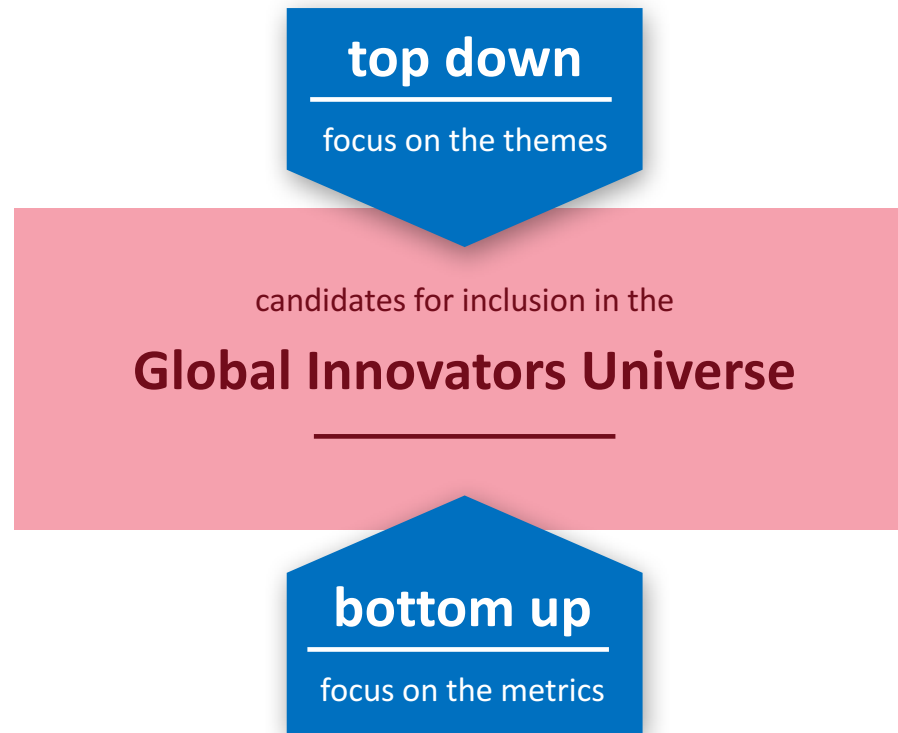 top down
focus on the themes
candidates for inclusion in the
Global Innovators Universe
bottom up
focus on the metrics